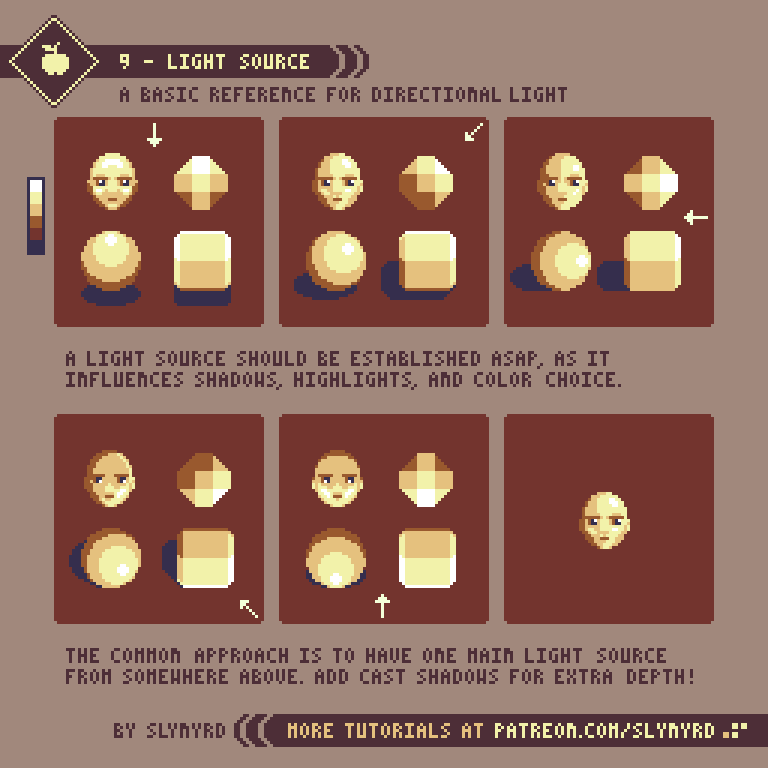 9 - LIGHT SOURCE
A BASIC REFERENCE FOR DIRECTIONAL LIGHT
A LIGHT SOURCE SHOULD BE ESTABLISHED ASAP, AS IT
INFLUENCES SHADOWS, HIGHLIGHTS, AND COLOR CHOICE.
THE COMMON APPROACH IS TO HAVE ONE MAIN LIGHT SOURCE
FROM SOMEWHERE ABOVE. ADD CAST SHADOWS FOR EXTRA DEPTH!
BY SLYNYRD
MORE TUTORIALS AT PATREON.COM/SLYNYRD